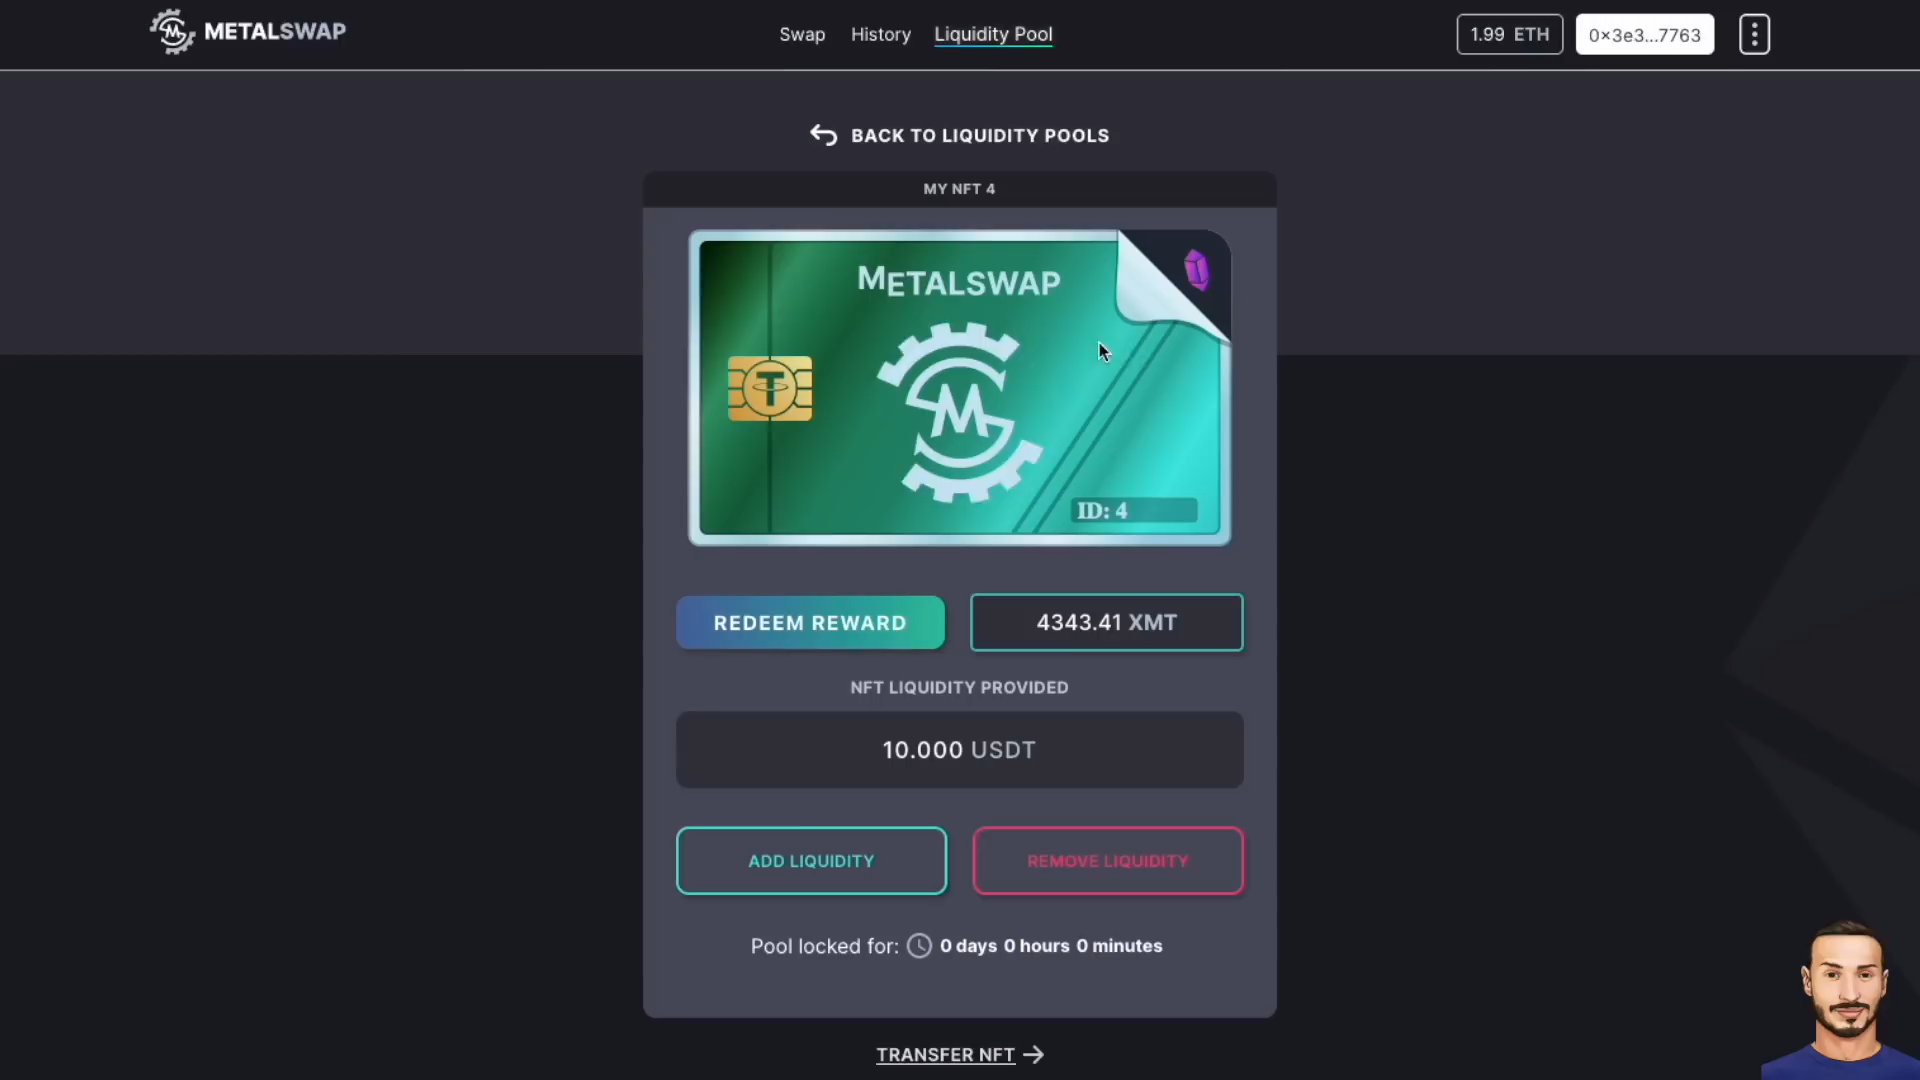 METALSWAP
Swap
History
Liquidity Pool
1.99 ETH
0×3e3...7763
BACK TO LIQUIDITY POOLS
MY NFT 4
METALSWAP
M
T
ID: 4
REDEEM REWARD
4343.41 XMT
NFT LIQUIDITY PROVIDED
10.000 USDT
ADD LIQUIDITY
REMOVE LIQUIDITY
Pool locked for: 0 days 0 hours 0 minutes
TRANSFER NFT